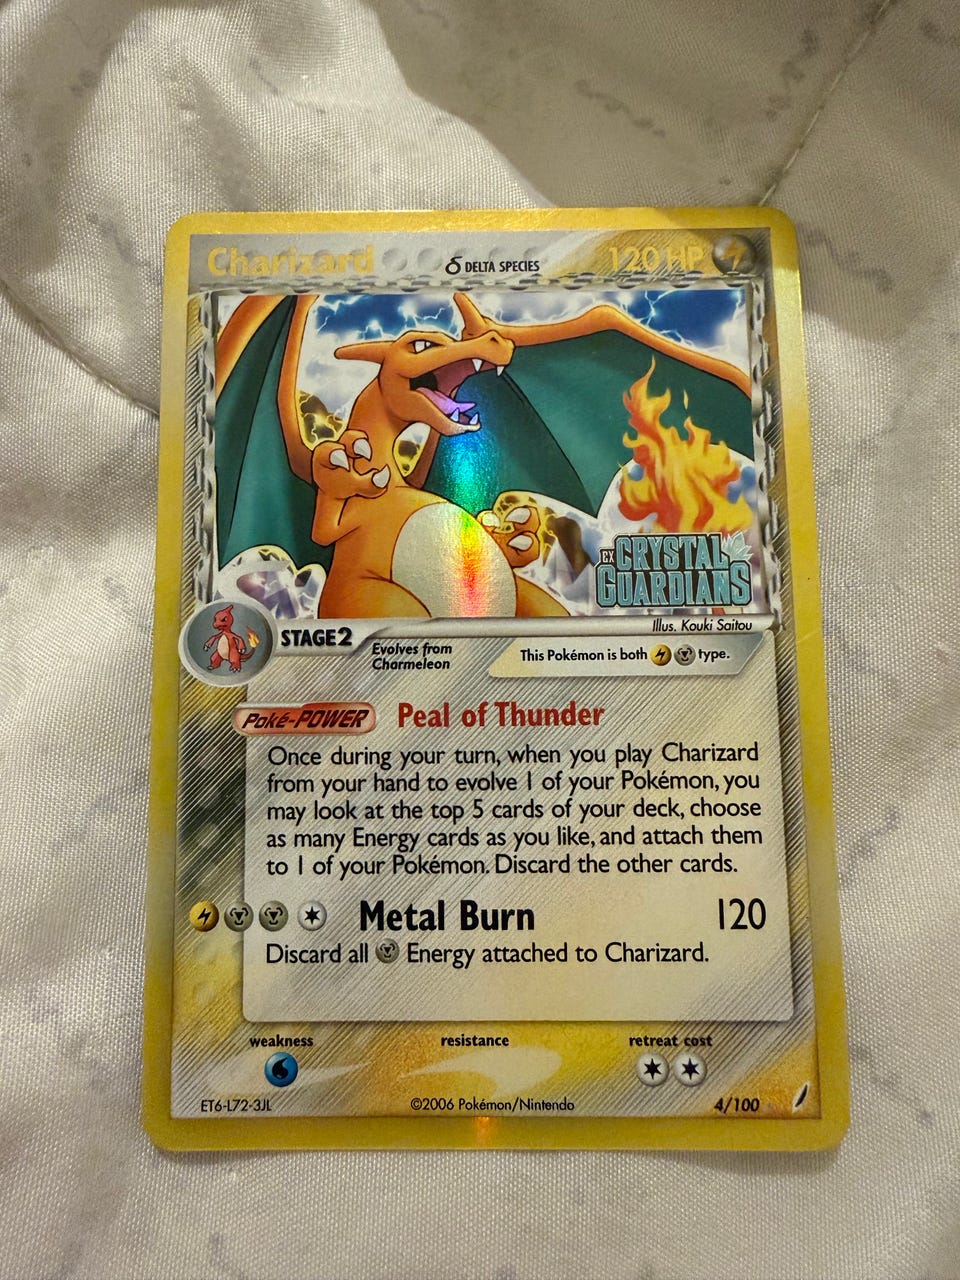 Charizard δ DELTA SPECIES 120 HP
EX CRYSTAL
GUARDIANS
Illus. Kouki Saitou
STAGE2
Evolves from
Charmeleon
This Pokémon is both type.
Poké-POWER Peal of Thunder
Once during your turn, when you play Charizard
from your hand to evolve 1 of your Pokémon, you
may look at the top 5 cards of your deck, choose
as many Energy cards as you like, and attach them
to 1 of your Pokémon. Discard the other cards.
Metal Burn 120
Discard all Energy attached to Charizard.
weakness resistance retreat cost
ET6-L72-3JL ©2006 Pokémon/Nintendo 4/100